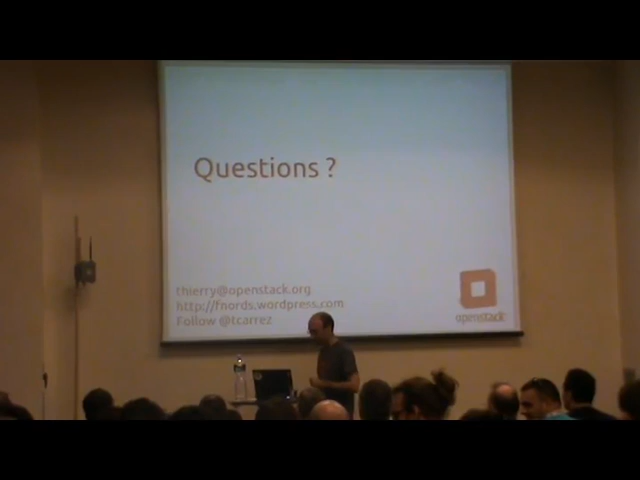 Questions ?
thierry@openstack.org
http://fnords.wordpress.com
Follow @tcarrez
openstack